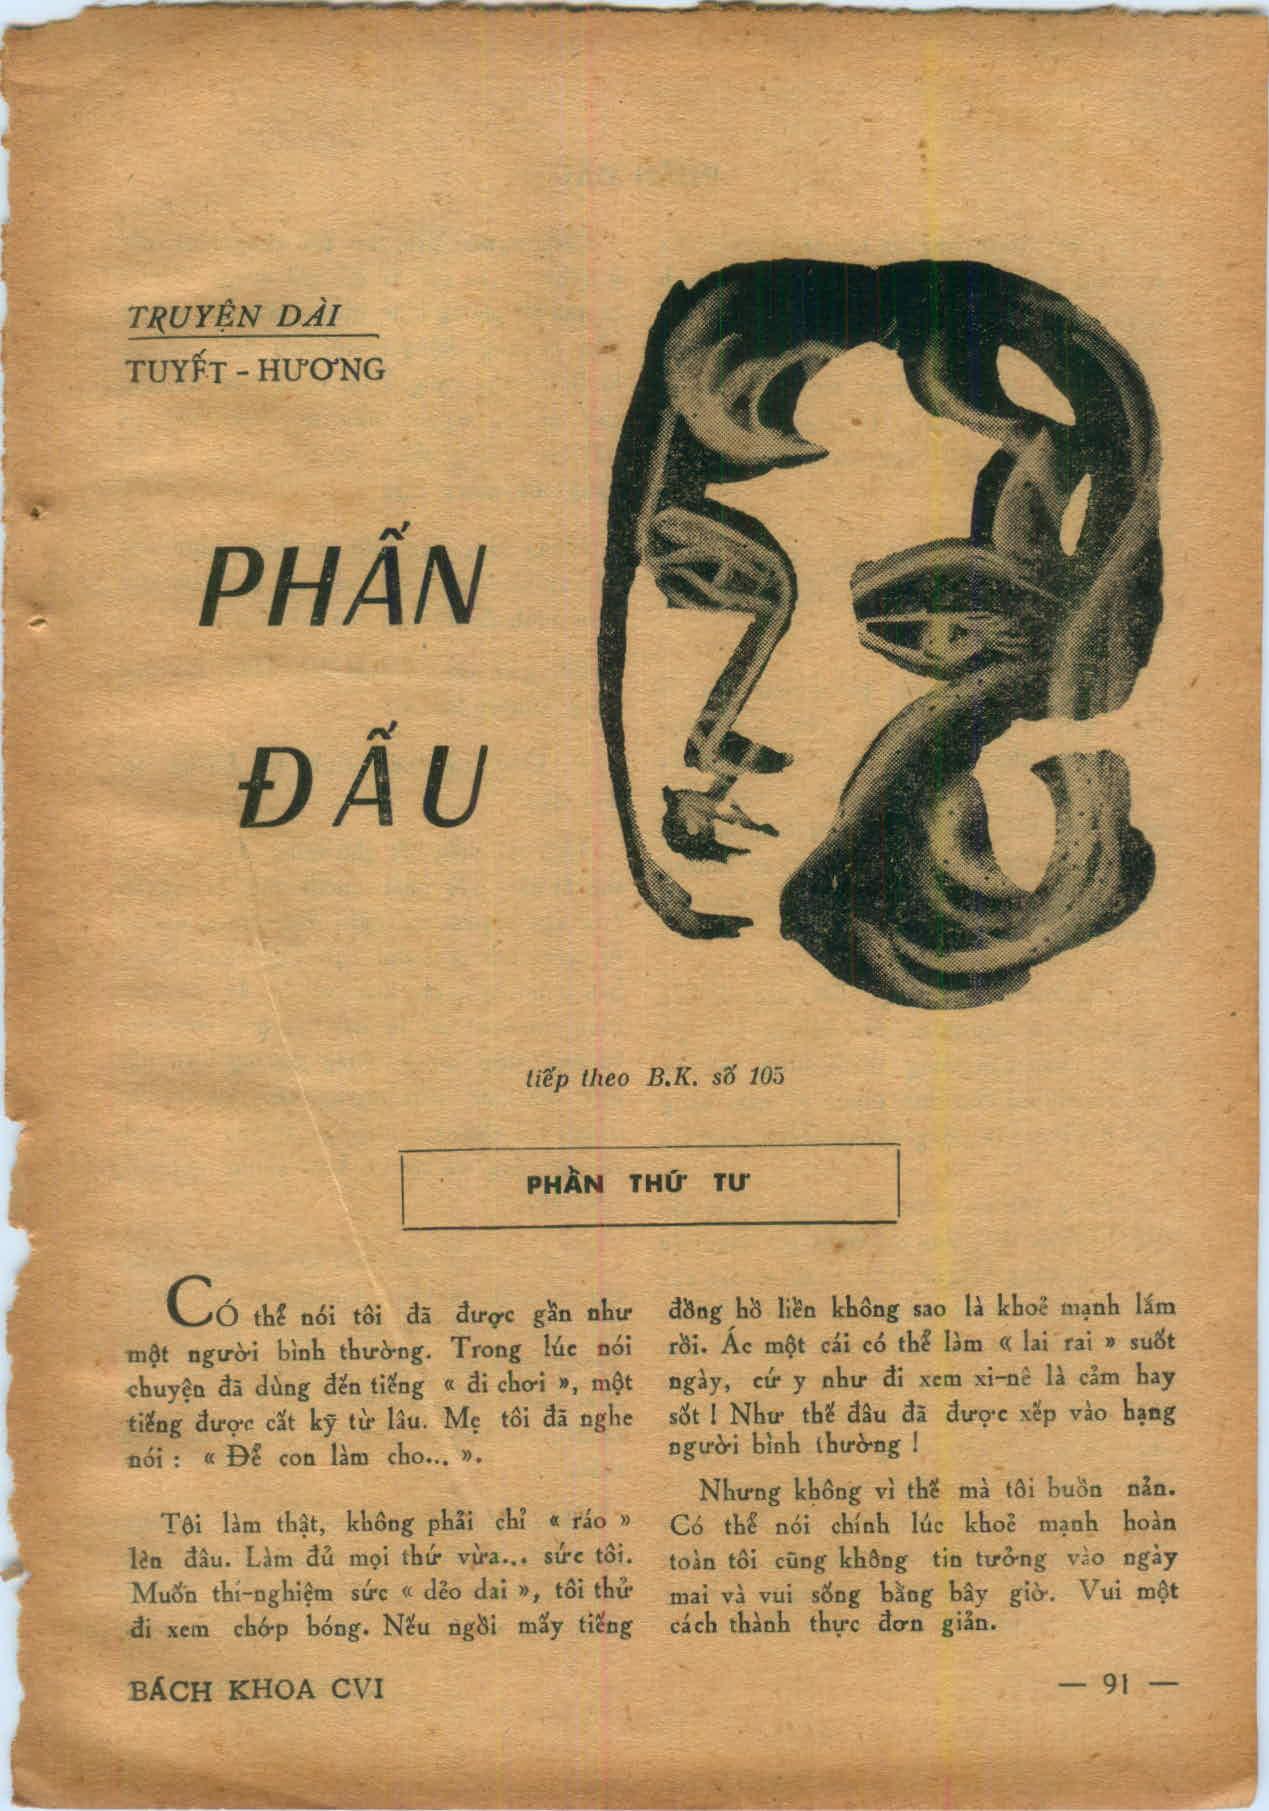 TRUYỆN DÀI
TUYẾT - HƯƠNG
PHẤN
ĐẤU
tiếp theo B.K. số 105
PHẦN THỨ TƯ
CÓ thể nói tôi đã được gần như
một người bình thường. Trong lúc nói
chuyện đã dùng đến tiếng « đi chơi », một
tiếng được cất kỹ từ lâu. Mẹ tôi đã nghe
nói : « Để con làm cho... ».
Tôi làm thật, không phải chỉ « ráo »
lên đâu. Làm đủ mọi thứ vừa... sức tôi.
Muốn thí-nghiệm sức « dẻo dai », tôi thử
đi xem chớp bóng. Nếu ngồi mấy tiếng
đồng hồ liền không sao là khoẻ mạnh lắm
rồi. Ác một cái có thể làm « lai rai » suốt
ngày, cứ y như đi xem xi-nê là cảm hay
sốt ! Như thế đâu đã được xếp vào hạng
người bình thường !
Nhưng không vì thế mà tôi buồn nản.
Có thể nói chính lúc khoẻ mạnh hoàn
toàn tôi cũng không tin tưởng vào ngày
mai và vui sống bằng bây giờ. Vui một
cách thành thực đơn giản.
BÁCH KHOA CVI
— 91 —